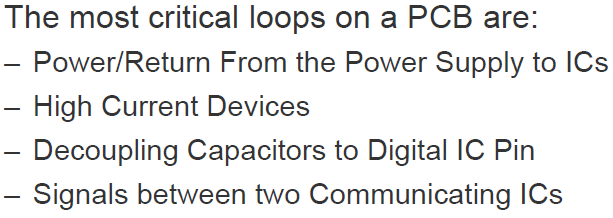 The most critical loops on a PCB are:
– Power/Return From the Power Supply to ICs
– High Current Devices
– Decoupling Capacitors to Digital IC Pin
– Signals between two Communicating ICs